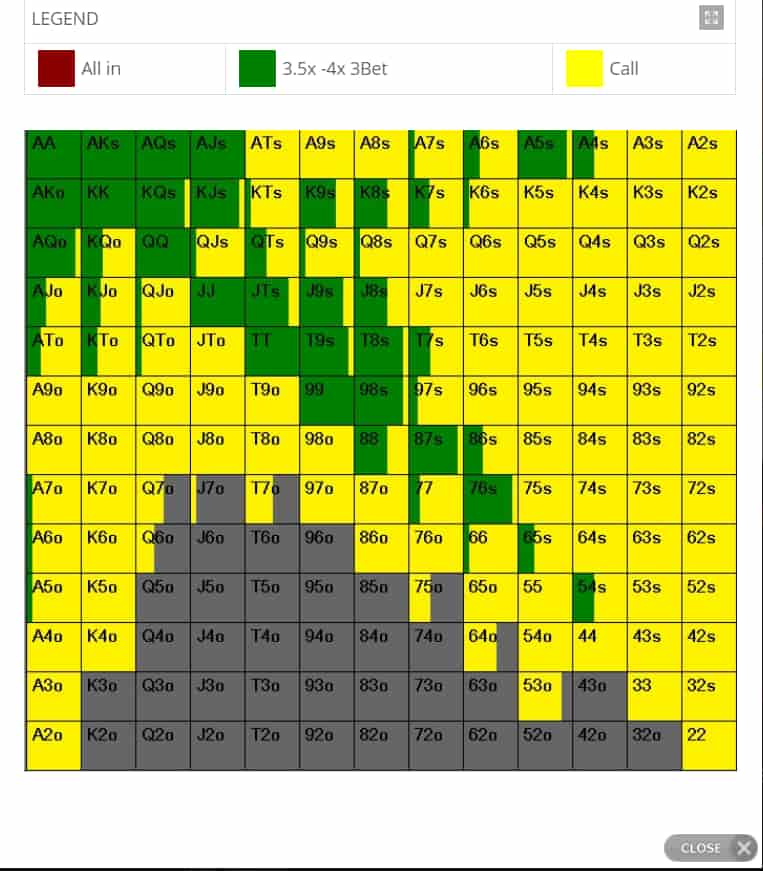 LEGEND
All in 3.5x -4x 3Bet Call
AA AKs AQs AJs ATs A9s A8s A7s A6s A5s A4s A3s A2s
AKo KK KQs KJs KTs K9s K8s K7s K6s K5s K4s K3s K2s
AQo KQo QQ QJs QTs Q9s Q8s Q7s Q6s Q5s Q4s Q3s Q2s
AJo KJo QJo JJ JTs J9s J8s J7s J6s J5s J4s J3s J2s
ATo KTo QTo JTo TT T9s T8s T7s T6s T5s T4s T3s T2s
A9o K9o Q9o J9o T9o 99 98s 97s 96s 95s 94s 93s 92s
A8o K8o Q8o J8o T8o 98o 88 87s 86s 85s 84s 83s 82s
A7o K7o Q7o J7o T7o 97o 87o 77 76s 75s 74s 73s 72s
A6o K6o Q6o J6o T6o 96o 86o 76o 66 65s 64s 63s 62s
A5o K5o Q5o J5o T5o 95o 85o 75o 65o 55 54s 53s 52s
A4o K4o Q4o J4o T4o 94o 84o 74o 64o 54o 44 43s 42s
A3o K3o Q3o J3o T3o 93o 83o 73o 63o 53o 43o 33 32s
A2o K2o Q2o J2o T2o 92o 82o 72o 62o 52o 42o 32o 22
CLOSE